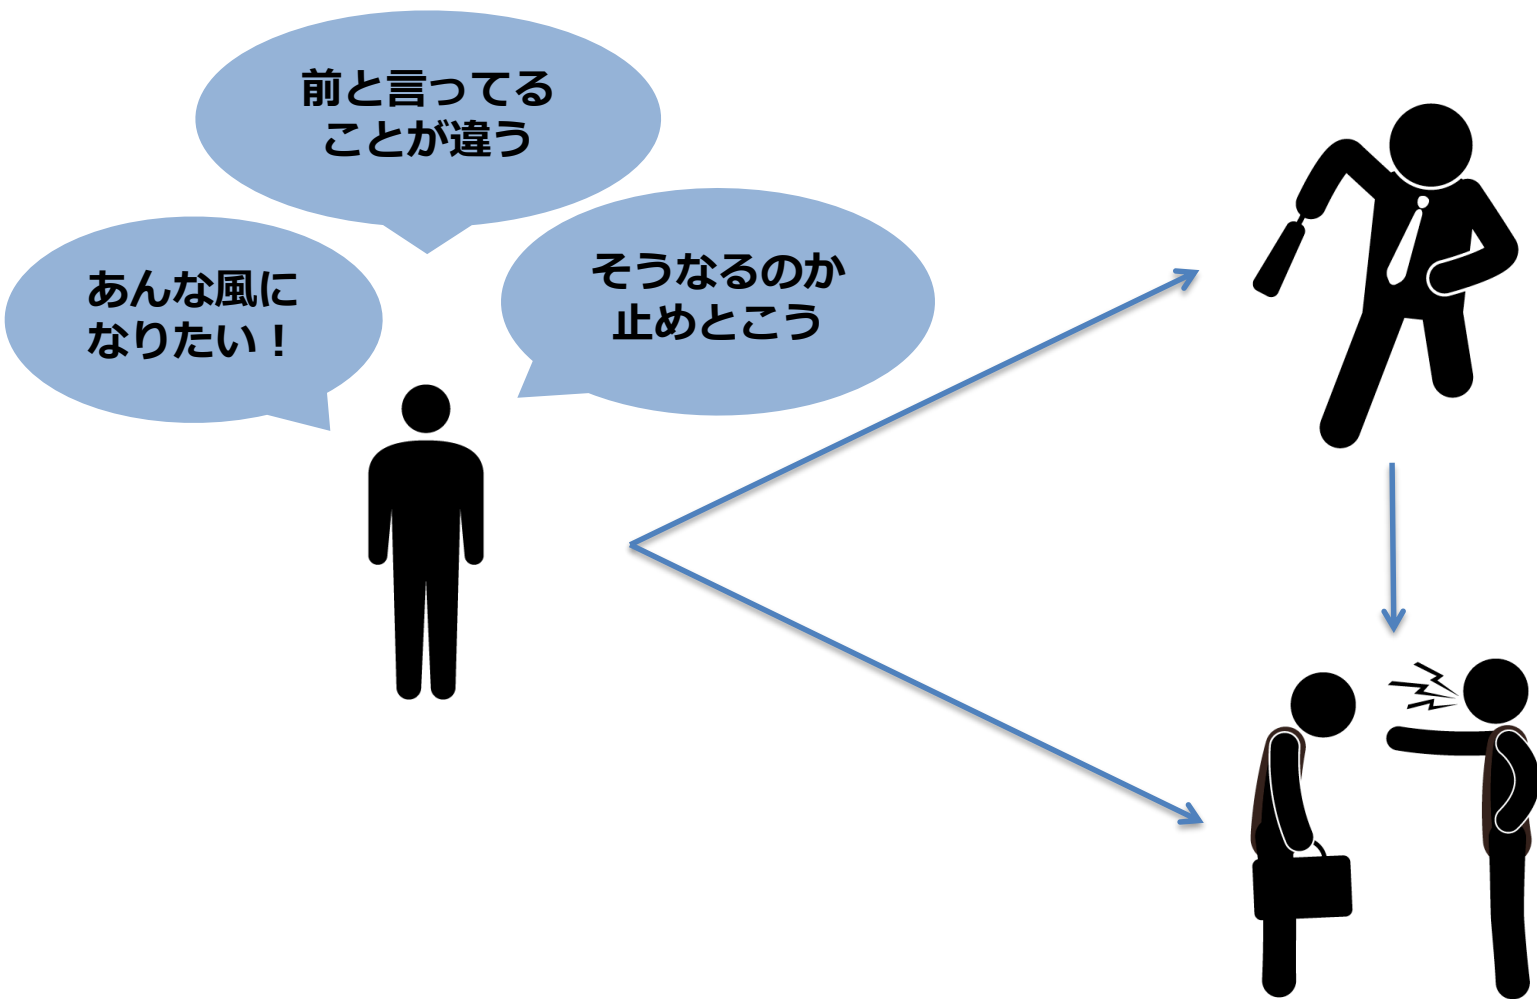 前と言ってる
ことが違う
あんな風に
なりたい！
そうなるのか
止めとこう